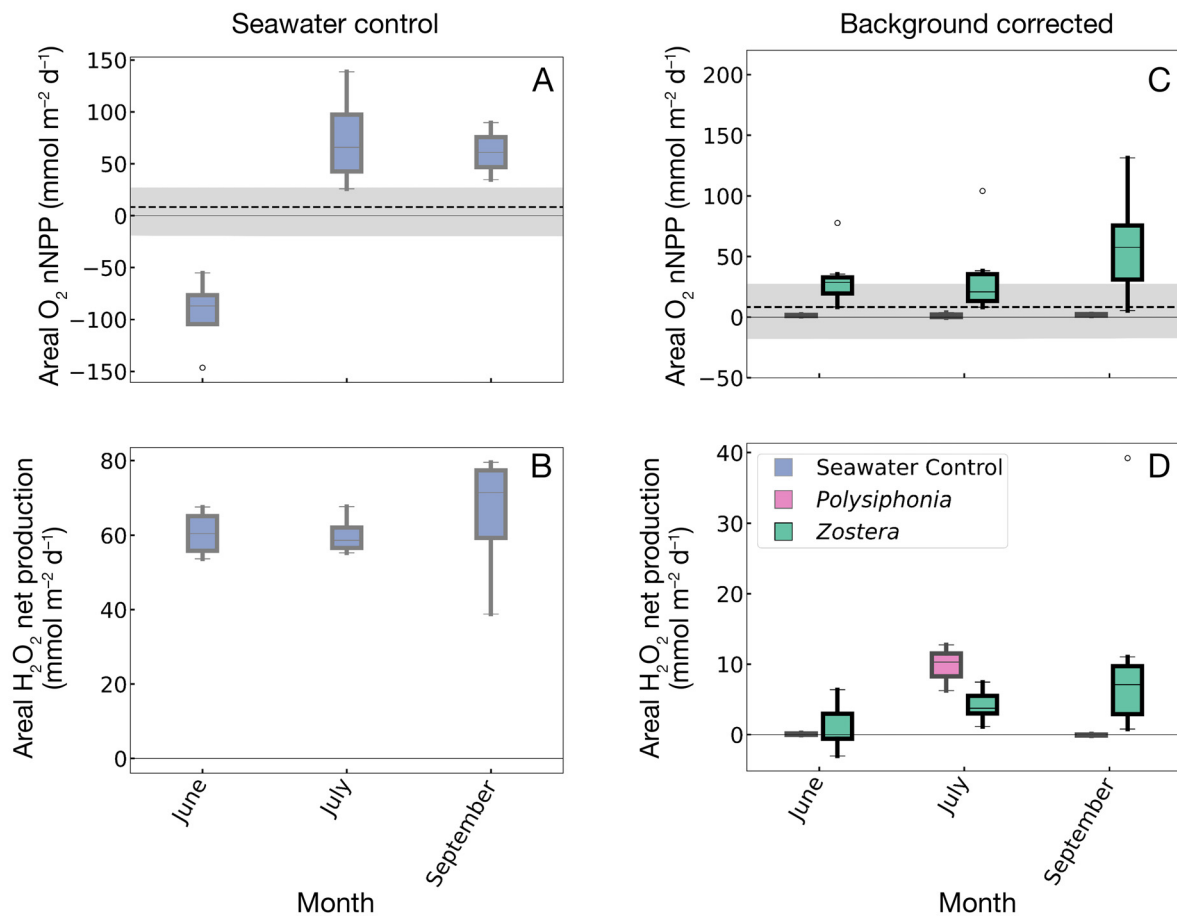 Seawater control
Areal O₂ nNPP (mmol m⁻² d⁻¹)
150
100
50
0
−50
−100
−150
A
Background corrected
Areal O₂ nNPP (mmol m⁻² d⁻¹)
200
150
100
50
0
−50
C
Areal H₂O₂ net production
(mmol m⁻² d⁻¹)
80
60
40
20
0
B
June
July
September
Month
Areal H₂O₂ net production
(mmol m⁻² d⁻¹)
40
30
20
10
0
D
Seawater Control
Polysiphonia
Zostera
June
July
September
Month